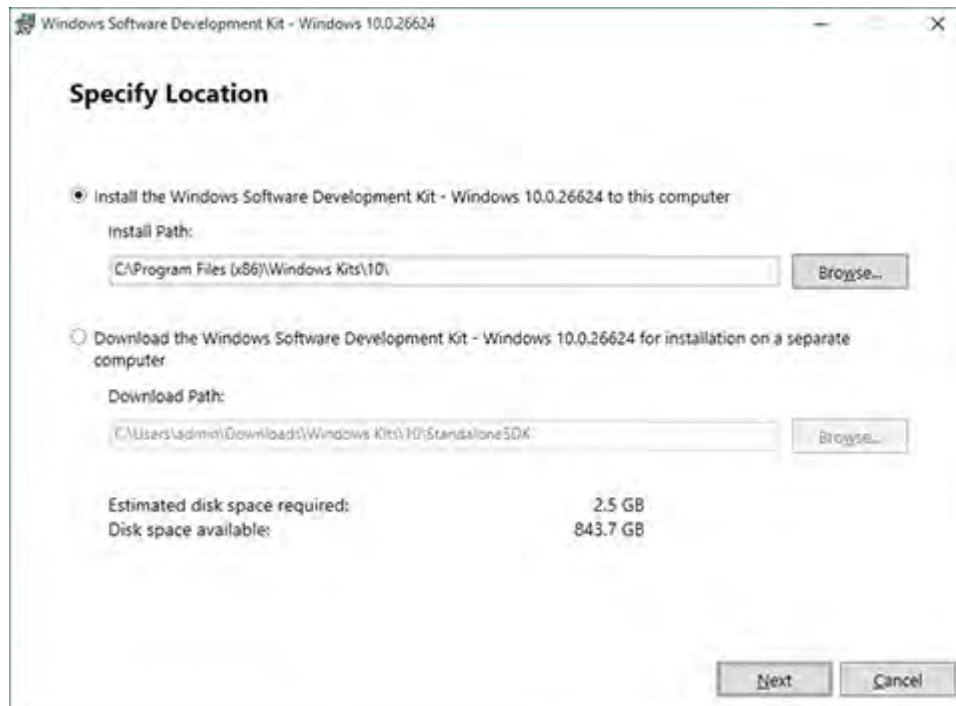 Windows Software Development Kit - Windows 10.0.26624
Specify Location
Install the Windows Software Development Kit - Windows 10.0.26624 to this computer
Install Path:
C:\Program Files (x86)\Windows Kits\10\
Browse...
Download the Windows Software Development Kit - Windows 10.0.26624 for installation on a separate
computer
Download Path:
C:\Users\admin\Downloads\Windows Kits\10\StandaloneSDK
Browse...
Estimated disk space required: 2.5 GB
Disk space available: 843.7 GB
Next Cancel